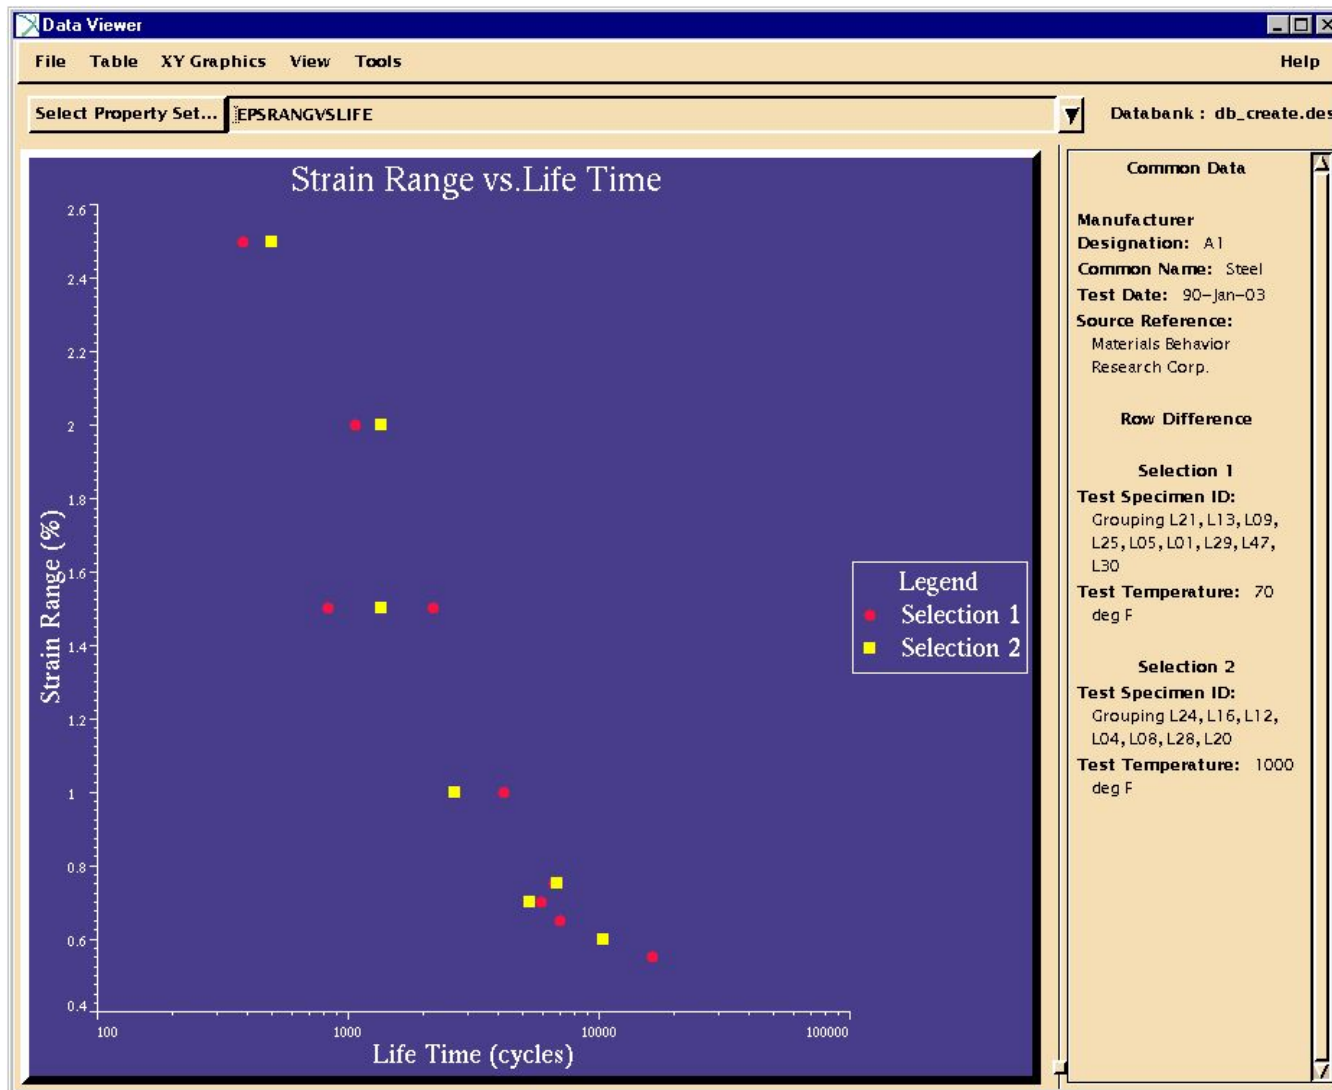 Data Viewer
File Table XY Graphics View Tools Help
Select Property Set... EPSRANGVSLIFE Databank : db_create.des
Strain Range vs.Life Time
2.6
2.4
2.2
2
1.8
1.6
1.4
1.2
1
0.8
0.6
0.4
Strain Range (%)
100 1000 10000 100000
Life Time (cycles)
Legend
Selection 1
Selection 2
Common Data
Manufacturer
Designation: A1
Common Name: Steel
Test Date: 90-Jan-03
Source Reference:
Materials Behavior
Research Corp.
Row Difference
Selection 1
Test Specimen ID:
Grouping L21, L13, L09,
L25, L05, L01, L29, L47,
L30
Test Temperature: 70
deg F
Selection 2
Test Specimen ID:
Grouping L24, L16, L12,
L04, L08, L28, L20
Test Temperature: 1000
deg F